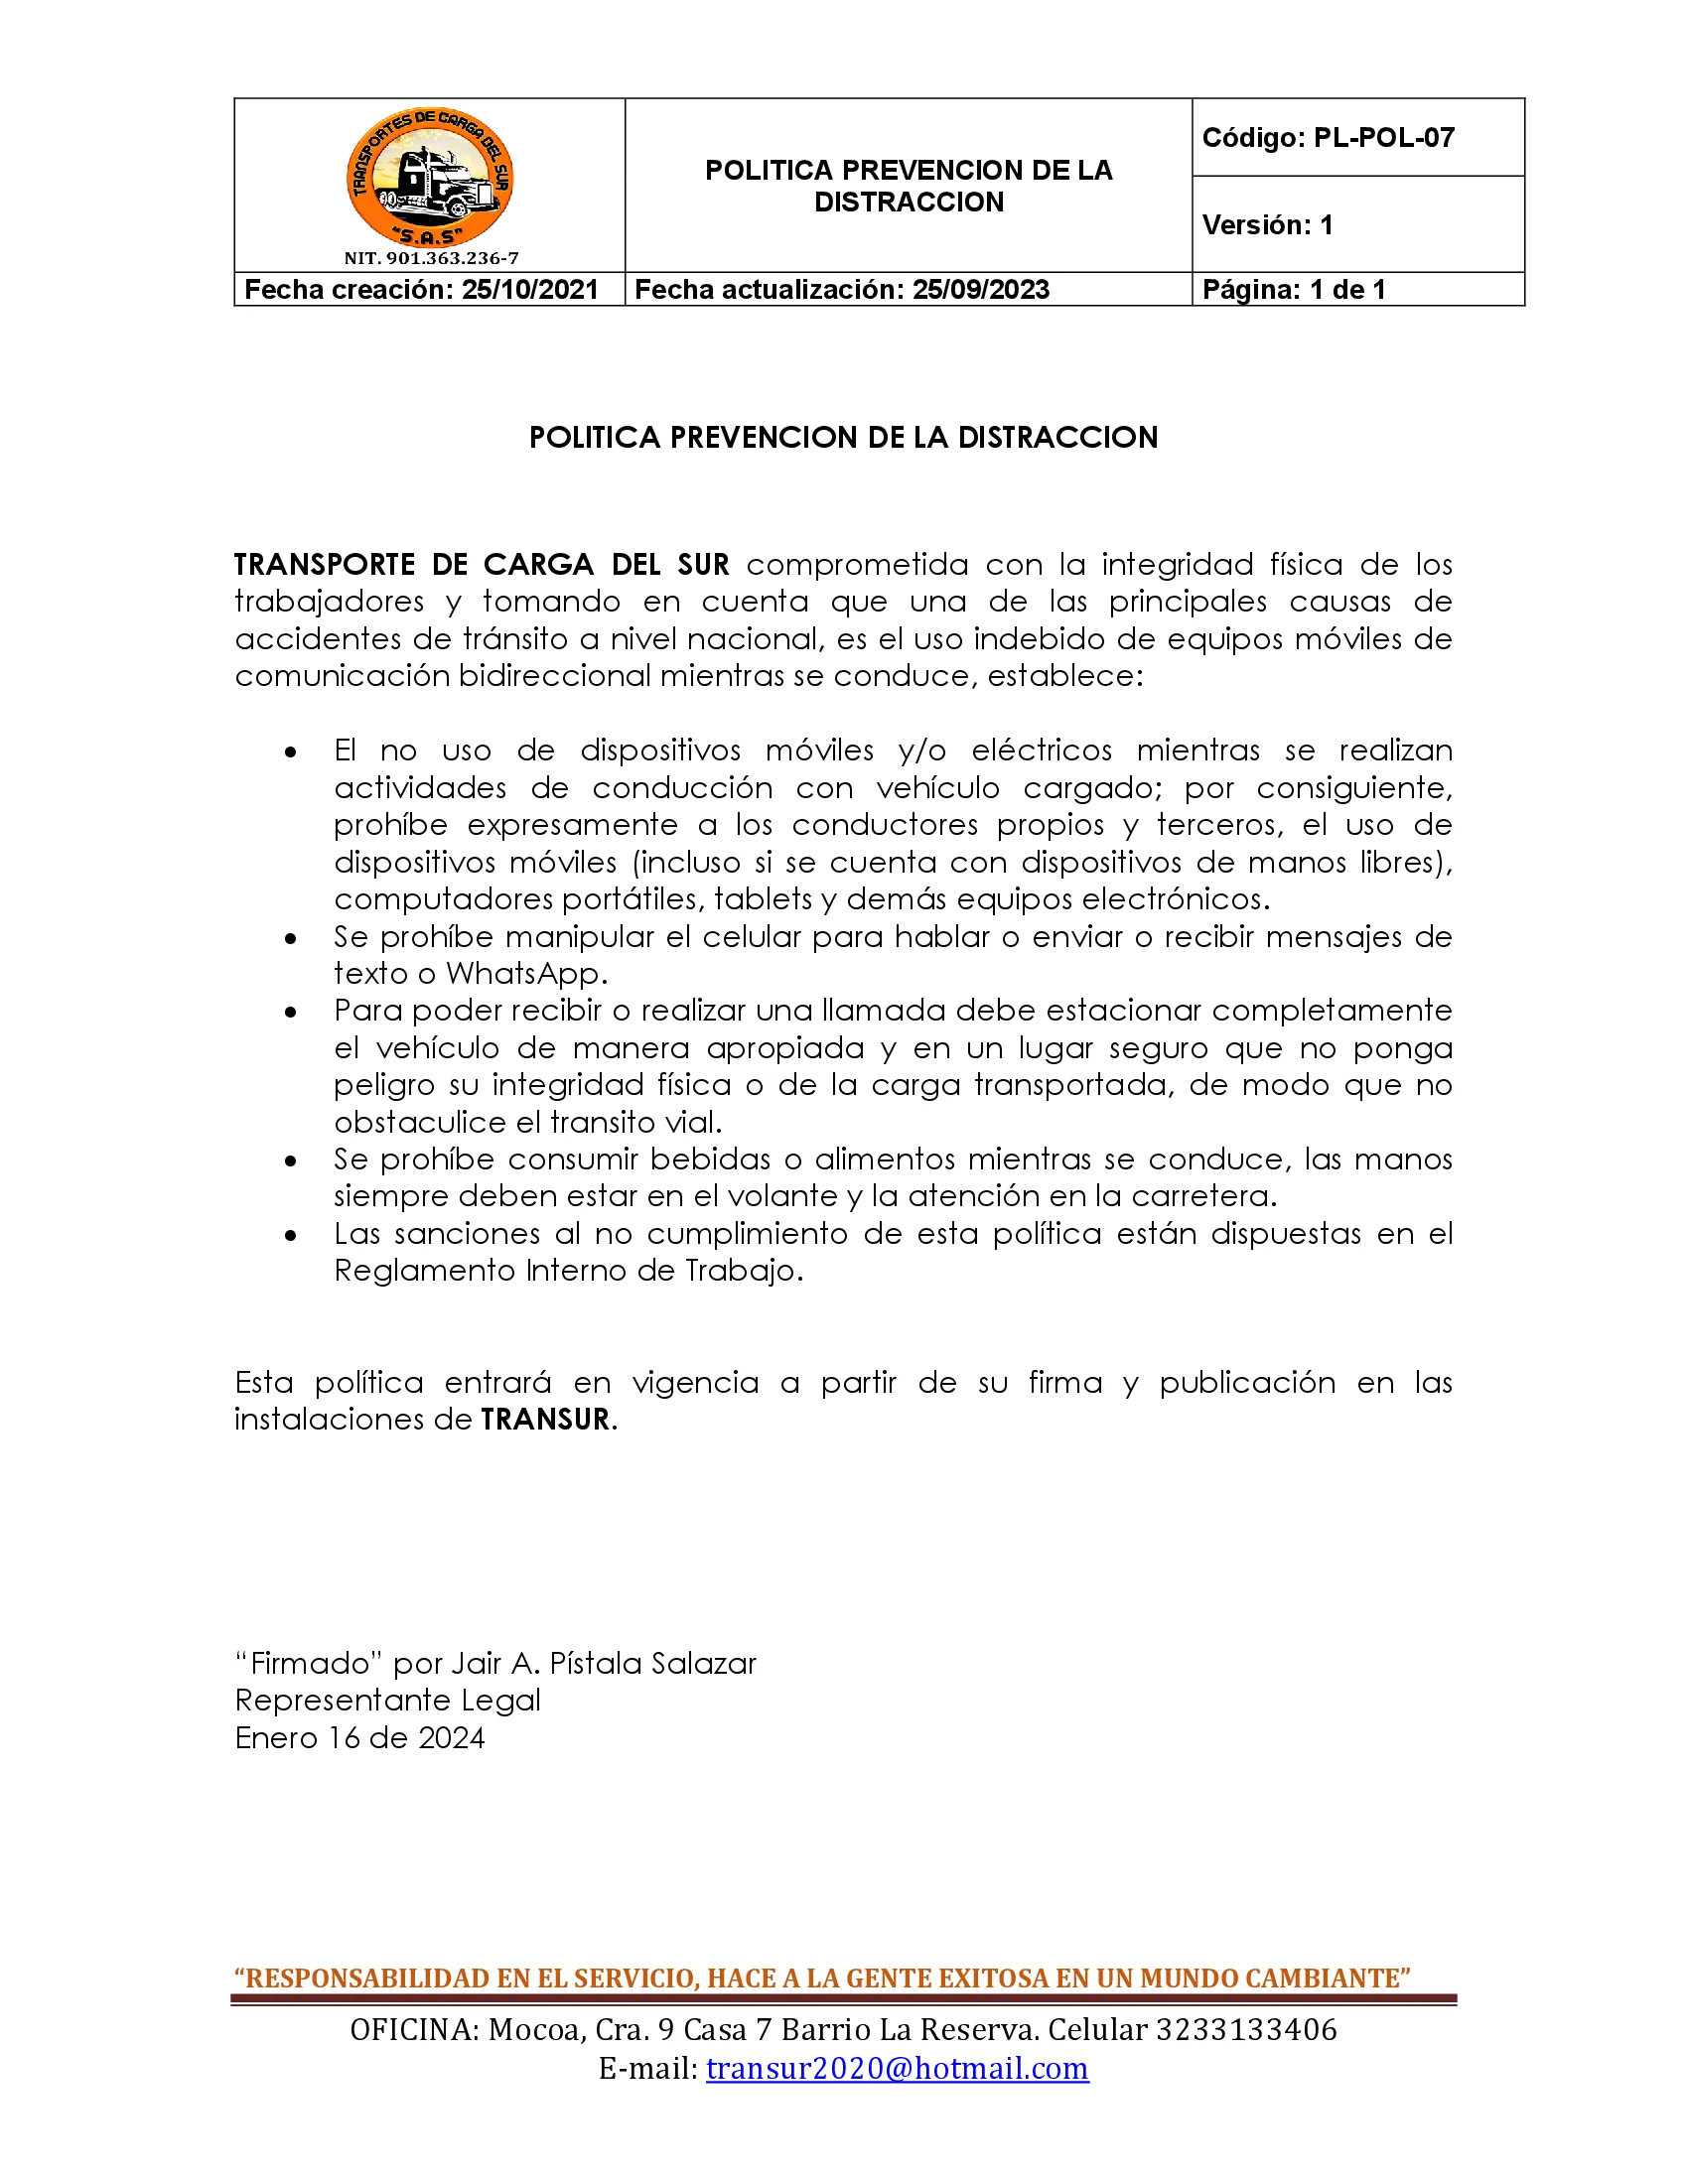 TRANSPORTES DE CARGA DEL SUR
"S.A.S"
NIT. 901.363.236-7
POLITICA PREVENCION DE LA
DISTRACCION
Código: PL-POL-07
Versión: 1
Fecha creación: 25/10/2021
Fecha actualización: 25/09/2023
Página: 1 de 1
POLITICA PREVENCION DE LA DISTRACCION
TRANSPORTE DE CARGA DEL SUR comprometida con la integridad física de los
trabajadores y tomando en cuenta que una de las principales causas de
accidentes de tránsito a nivel nacional, es el uso indebido de equipos móviles de
comunicación bidireccional mientras se conduce, establece:
• El no uso de dispositivos móviles y/o eléctricos mientras se realizan
actividades de conducción con vehículo cargado; por consiguiente,
prohíbe expresamente a los conductores propios y terceros, el uso de
dispositivos móviles (incluso si se cuenta con dispositivos de manos libres),
computadores portátiles, tablets y demás equipos electrónicos.
• Se prohíbe manipular el celular para hablar o enviar o recibir mensajes de
texto o WhatsApp.
• Para poder recibir o realizar una llamada debe estacionar completamente
el vehículo de manera apropiada y en un lugar seguro que no ponga
peligro su integridad física o de la carga transportada, de modo que no
obstaculice el transito vial.
• Se prohíbe consumir bebidas o alimentos mientras se conduce, las manos
siempre deben estar en el volante y la atención en la carretera.
• Las sanciones al no cumplimiento de esta política están dispuestas en el
Reglamento Interno de Trabajo.
Esta política entrará en vigencia a partir de su firma y publicación en las
instalaciones de TRANSUR.
“Firmado” por Jair A. Pístala Salazar
Representante Legal
Enero 16 de 2024
“RESPONSABILIDAD EN EL SERVICIO, HACE A LA GENTE EXITOSA EN UN MUNDO CAMBIANTE”
OFICINA: Mocoa, Cra. 9 Casa 7 Barrio La Reserva. Celular 3233133406
E-mail: transur2020@hotmail.com